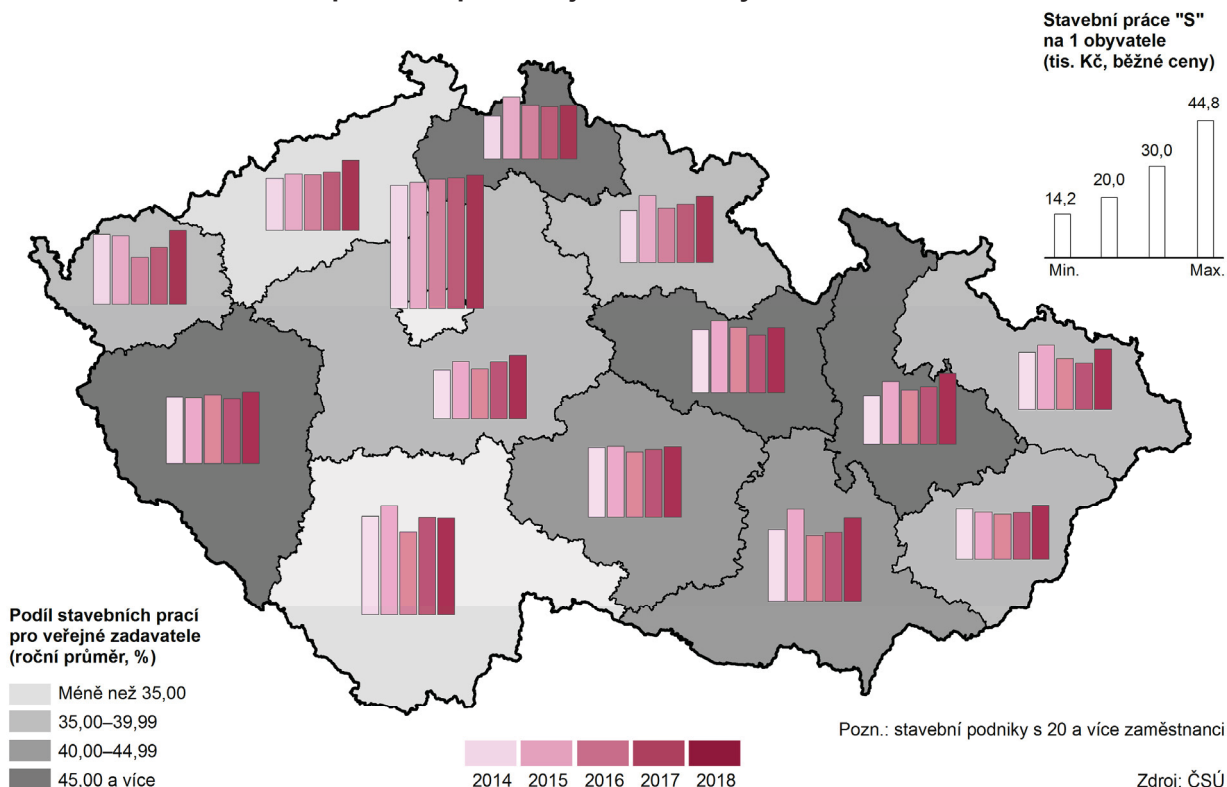 Stavební práce "S"
na 1 obyvatele
(tis. Kč, běžné ceny)
44,8
30,0
20,0
14,2
Min.
Max.
Podíl stavebních prací
pro veřejné zadavatele
(roční průměr, %)
Méně než 35,00
35,00–39,99
40,00–44,99
45,00 a více
2014 2015 2016 2017 2018
Pozn.: stavební podniky s 20 a více zaměstnanci
Zdroj: ČSÚ